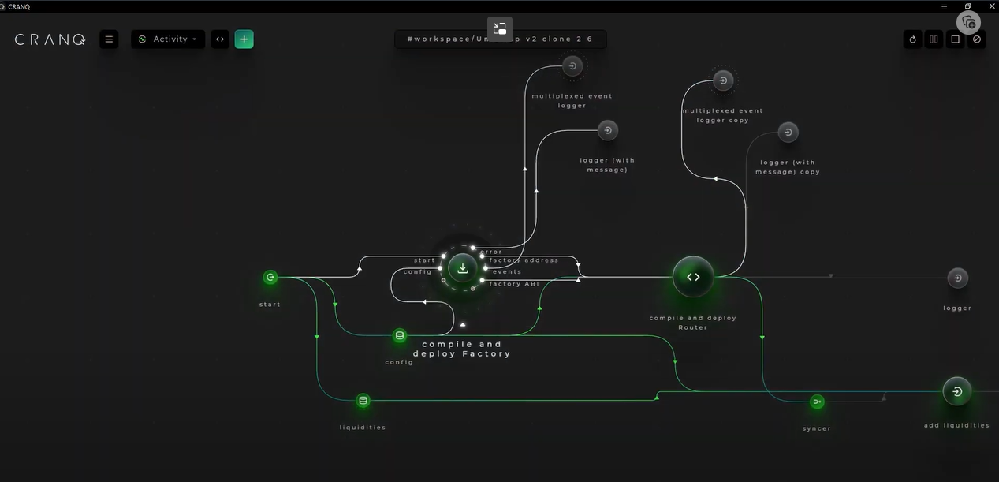 CRANQ
CRANQ
Activity
#workspace/Un p v2 clone 2 6
multiplexed event
logger
multiplexed event
logger copy
logger (with
message)
logger (with
message) copy
error
start
factory address
config
events
factory ABI
start
compile and deploy
Router
logger
compile and
deploy Factory
config
liquidities
syncer
add liquidities